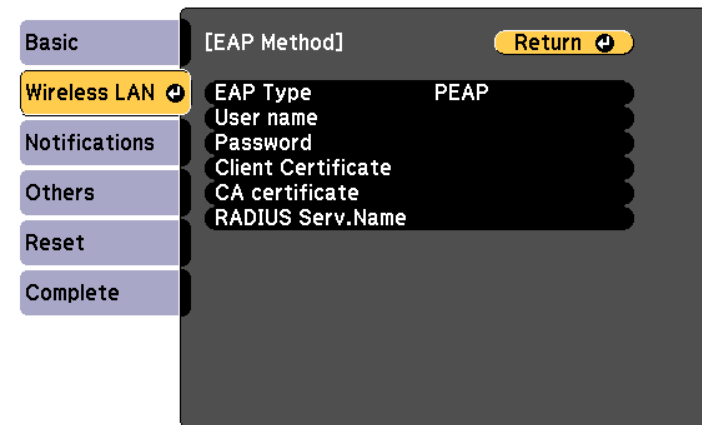 Basic
Wireless LAN
Notifications
Others
Reset
Complete
[EAP Method]
Return
EAP Type PEAP
User name
Password
Client Certificate
CA certificate
RADIUS Serv.Name